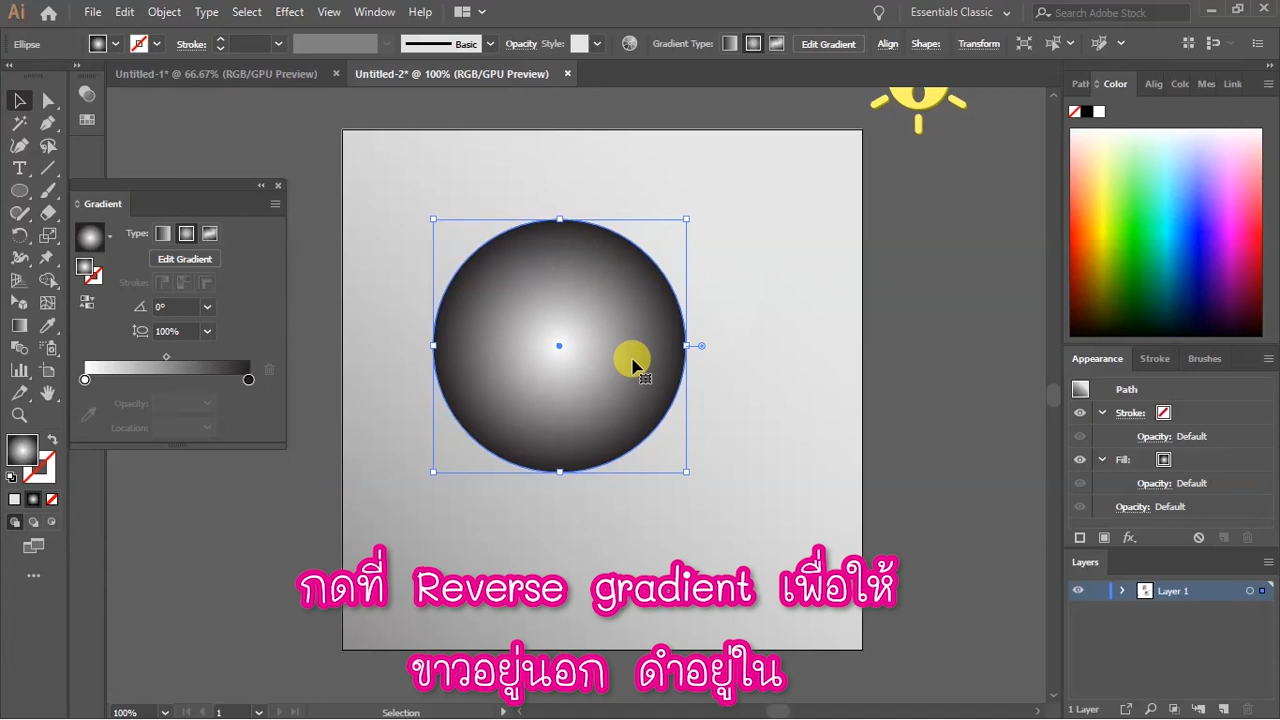 Ai File Edit Object Type Select Effect View Window Help Essentials Classic Search Adobe Stock
Ellipse Stroke: Basic Opacity Style: Gradient Type: Edit Gradient Align Shape: Transform
Untitled-1* @ 66.67% (RGB/GPU Preview) × Untitled-2* @ 100% (RGB/GPU Preview) ×
Patl Color Alig Colc Mes Link
Gradient
Type:
Edit Gradient
Stroke:
0°
100%
Opacity:
Location:
Appearance Stroke Brushes
Path
Stroke:
Opacity: Default
Fill:
Opacity: Default
Opacity: Default
fx
Layers
Layer 1
กดที่ Reverse gradient เพื่อให้
ขาวอยู่นอก ดำอยู่ใน
100% 1 Selection 1 Layer